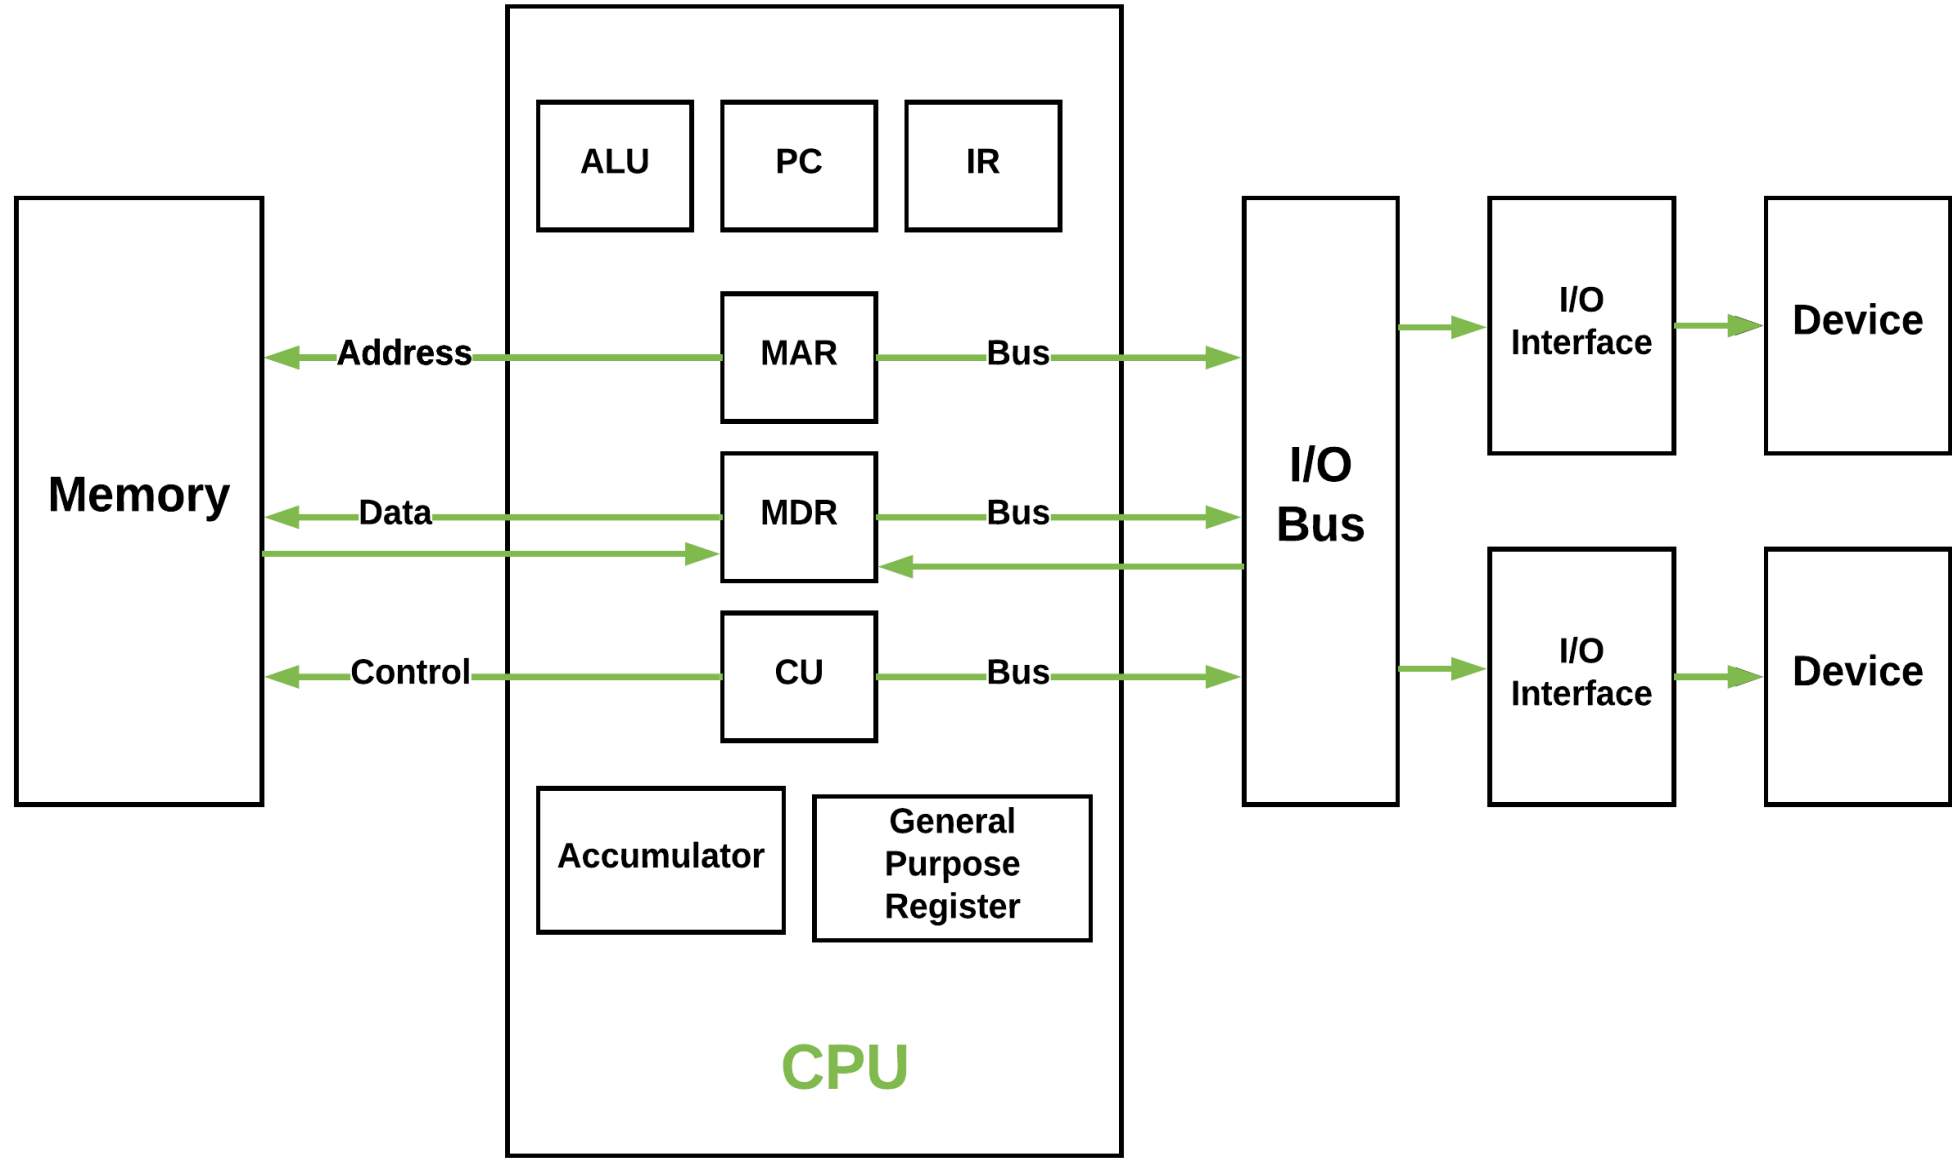 ALU
PC
IR
Memory
Address
MAR
Bus
Data
MDR
Bus
Control
CU
Bus
Accumulator
General
Purpose
Register
CPU
I/O
Bus
I/O
Interface
Device
I/O
Interface
Device